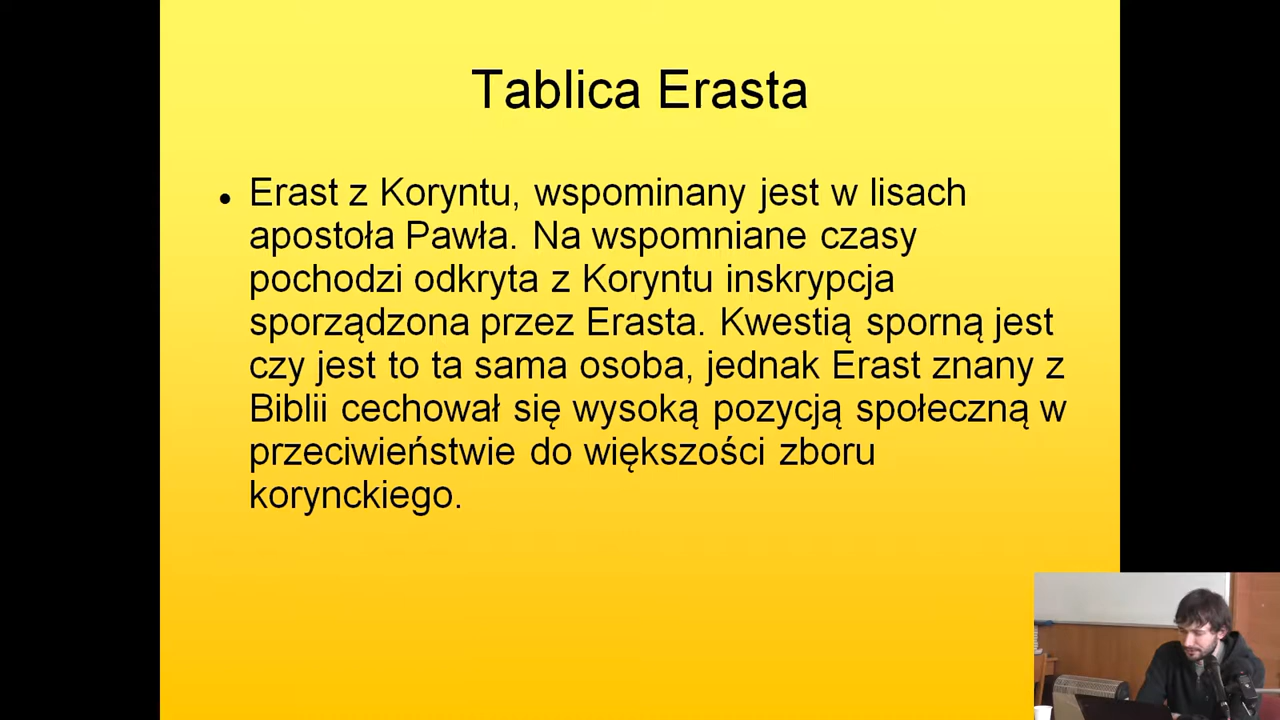 Tablica Erasta
• Erast z Koryntu, wspominany jest w lisach
apostoła Pawła. Na wspomniane czasy
pochodzi odkryta z Koryntu inskrypcja
sporządzona przez Erasta. Kwestią sporną jest
czy jest to ta sama osoba, jednak Erast znany z
Biblii cechował się wysoką pozycją społeczną w
przeciwieństwie do większości zboru
korynckiego.